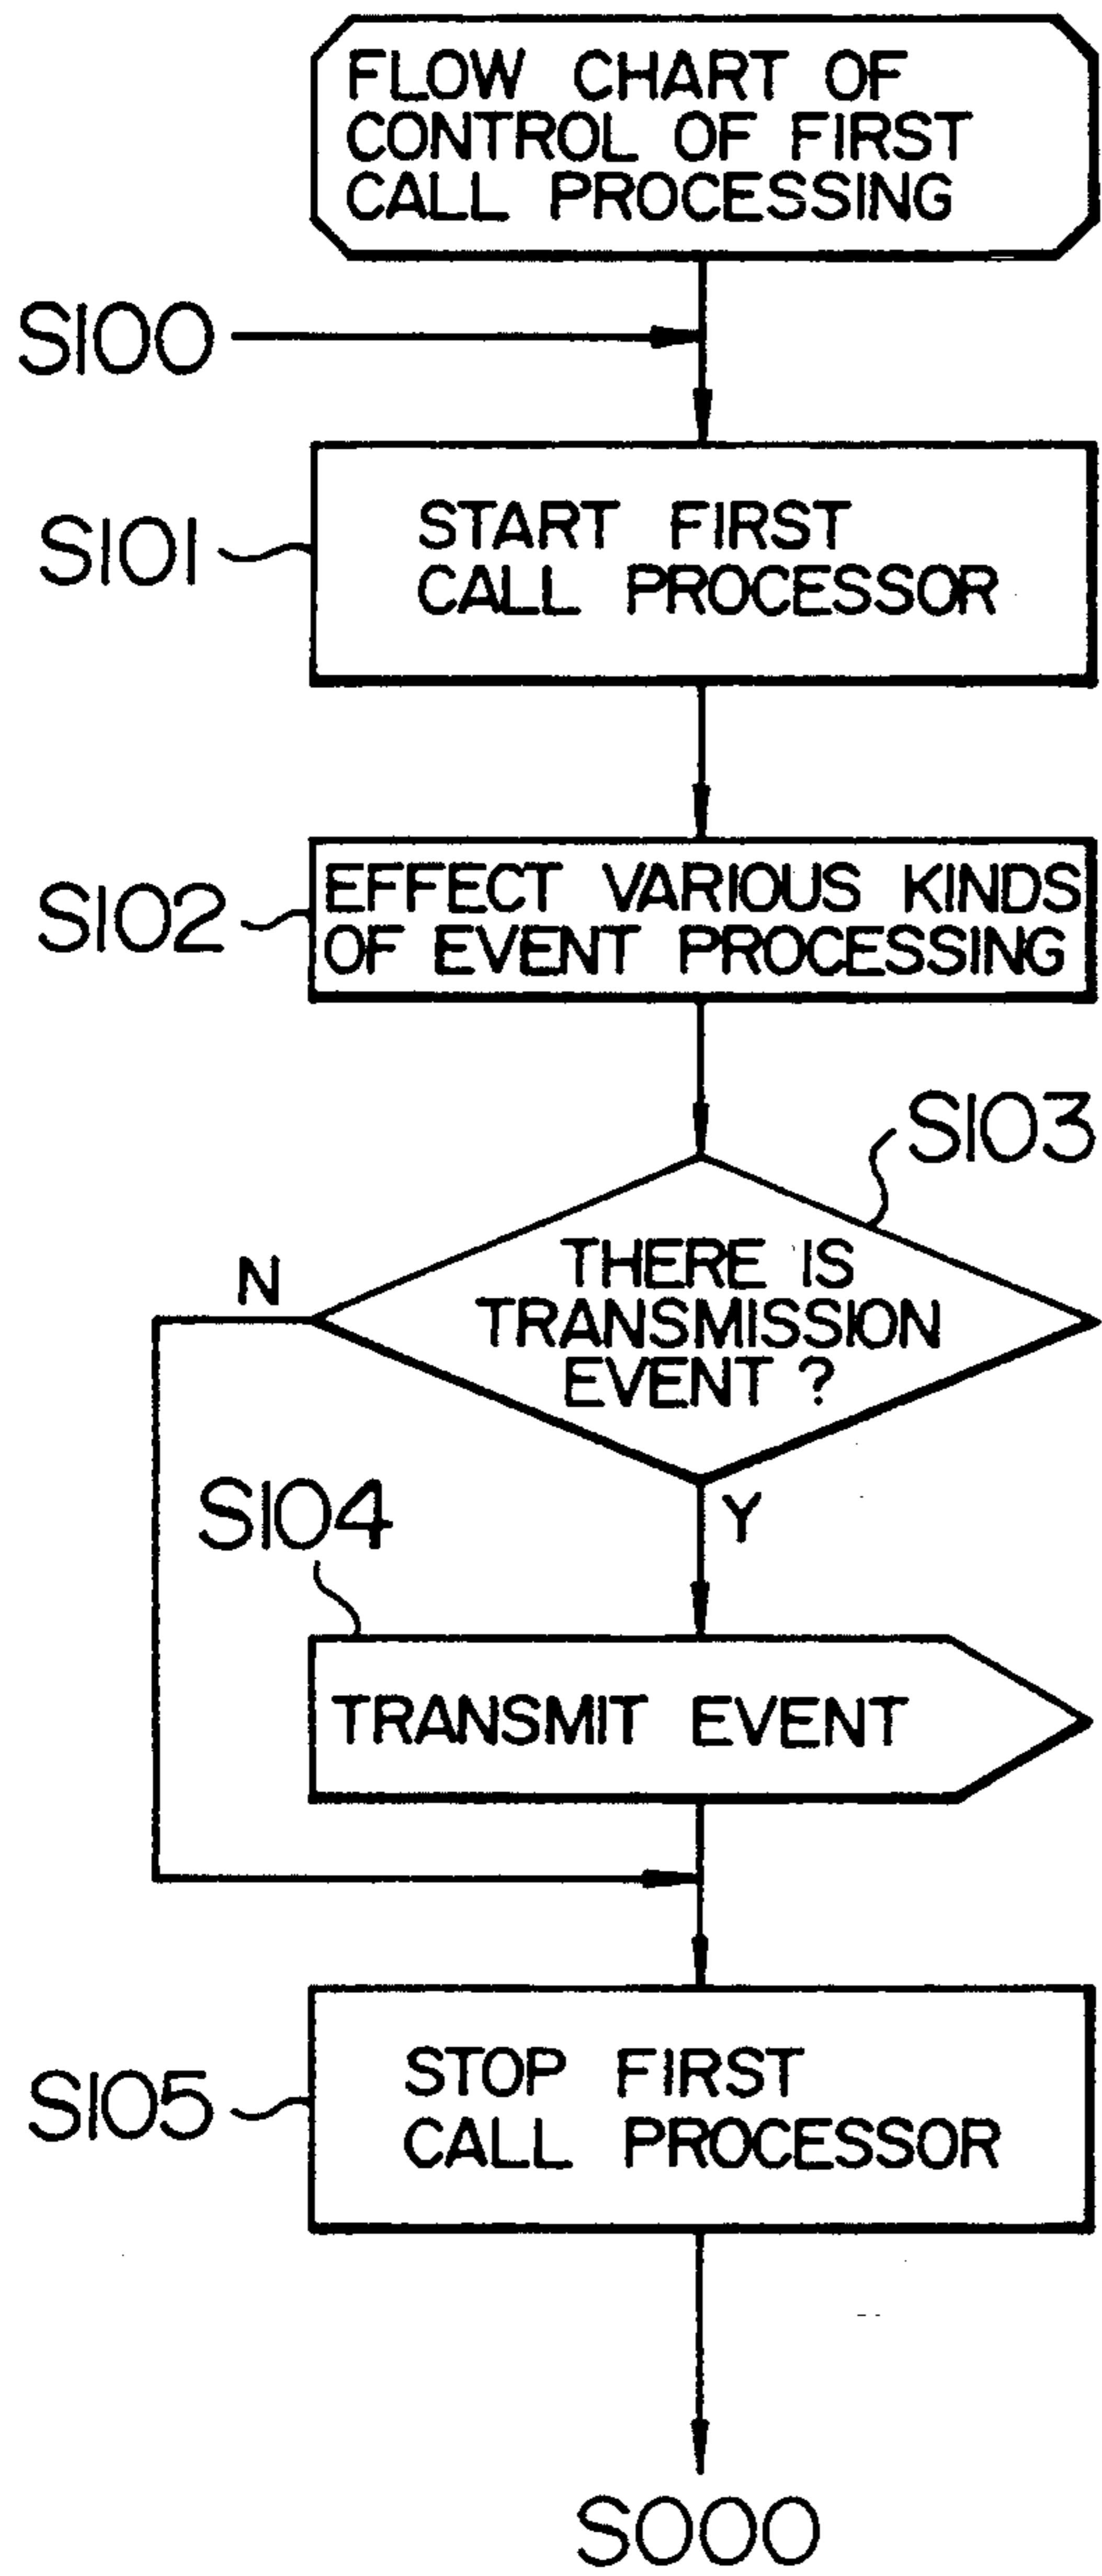 FLOW CHART OF
CONTROL OF FIRST
CALL PROCESSING
S100
S101
START FIRST
CALL PROCESSOR
S102
EFFECT VARIOUS KINDS
OF EVENT PROCESSING
S103
THERE IS
TRANSMISSION
EVENT ?
N
Y
S104
TRANSMIT EVENT
S105
STOP FIRST
CALL PROCESSOR
S000